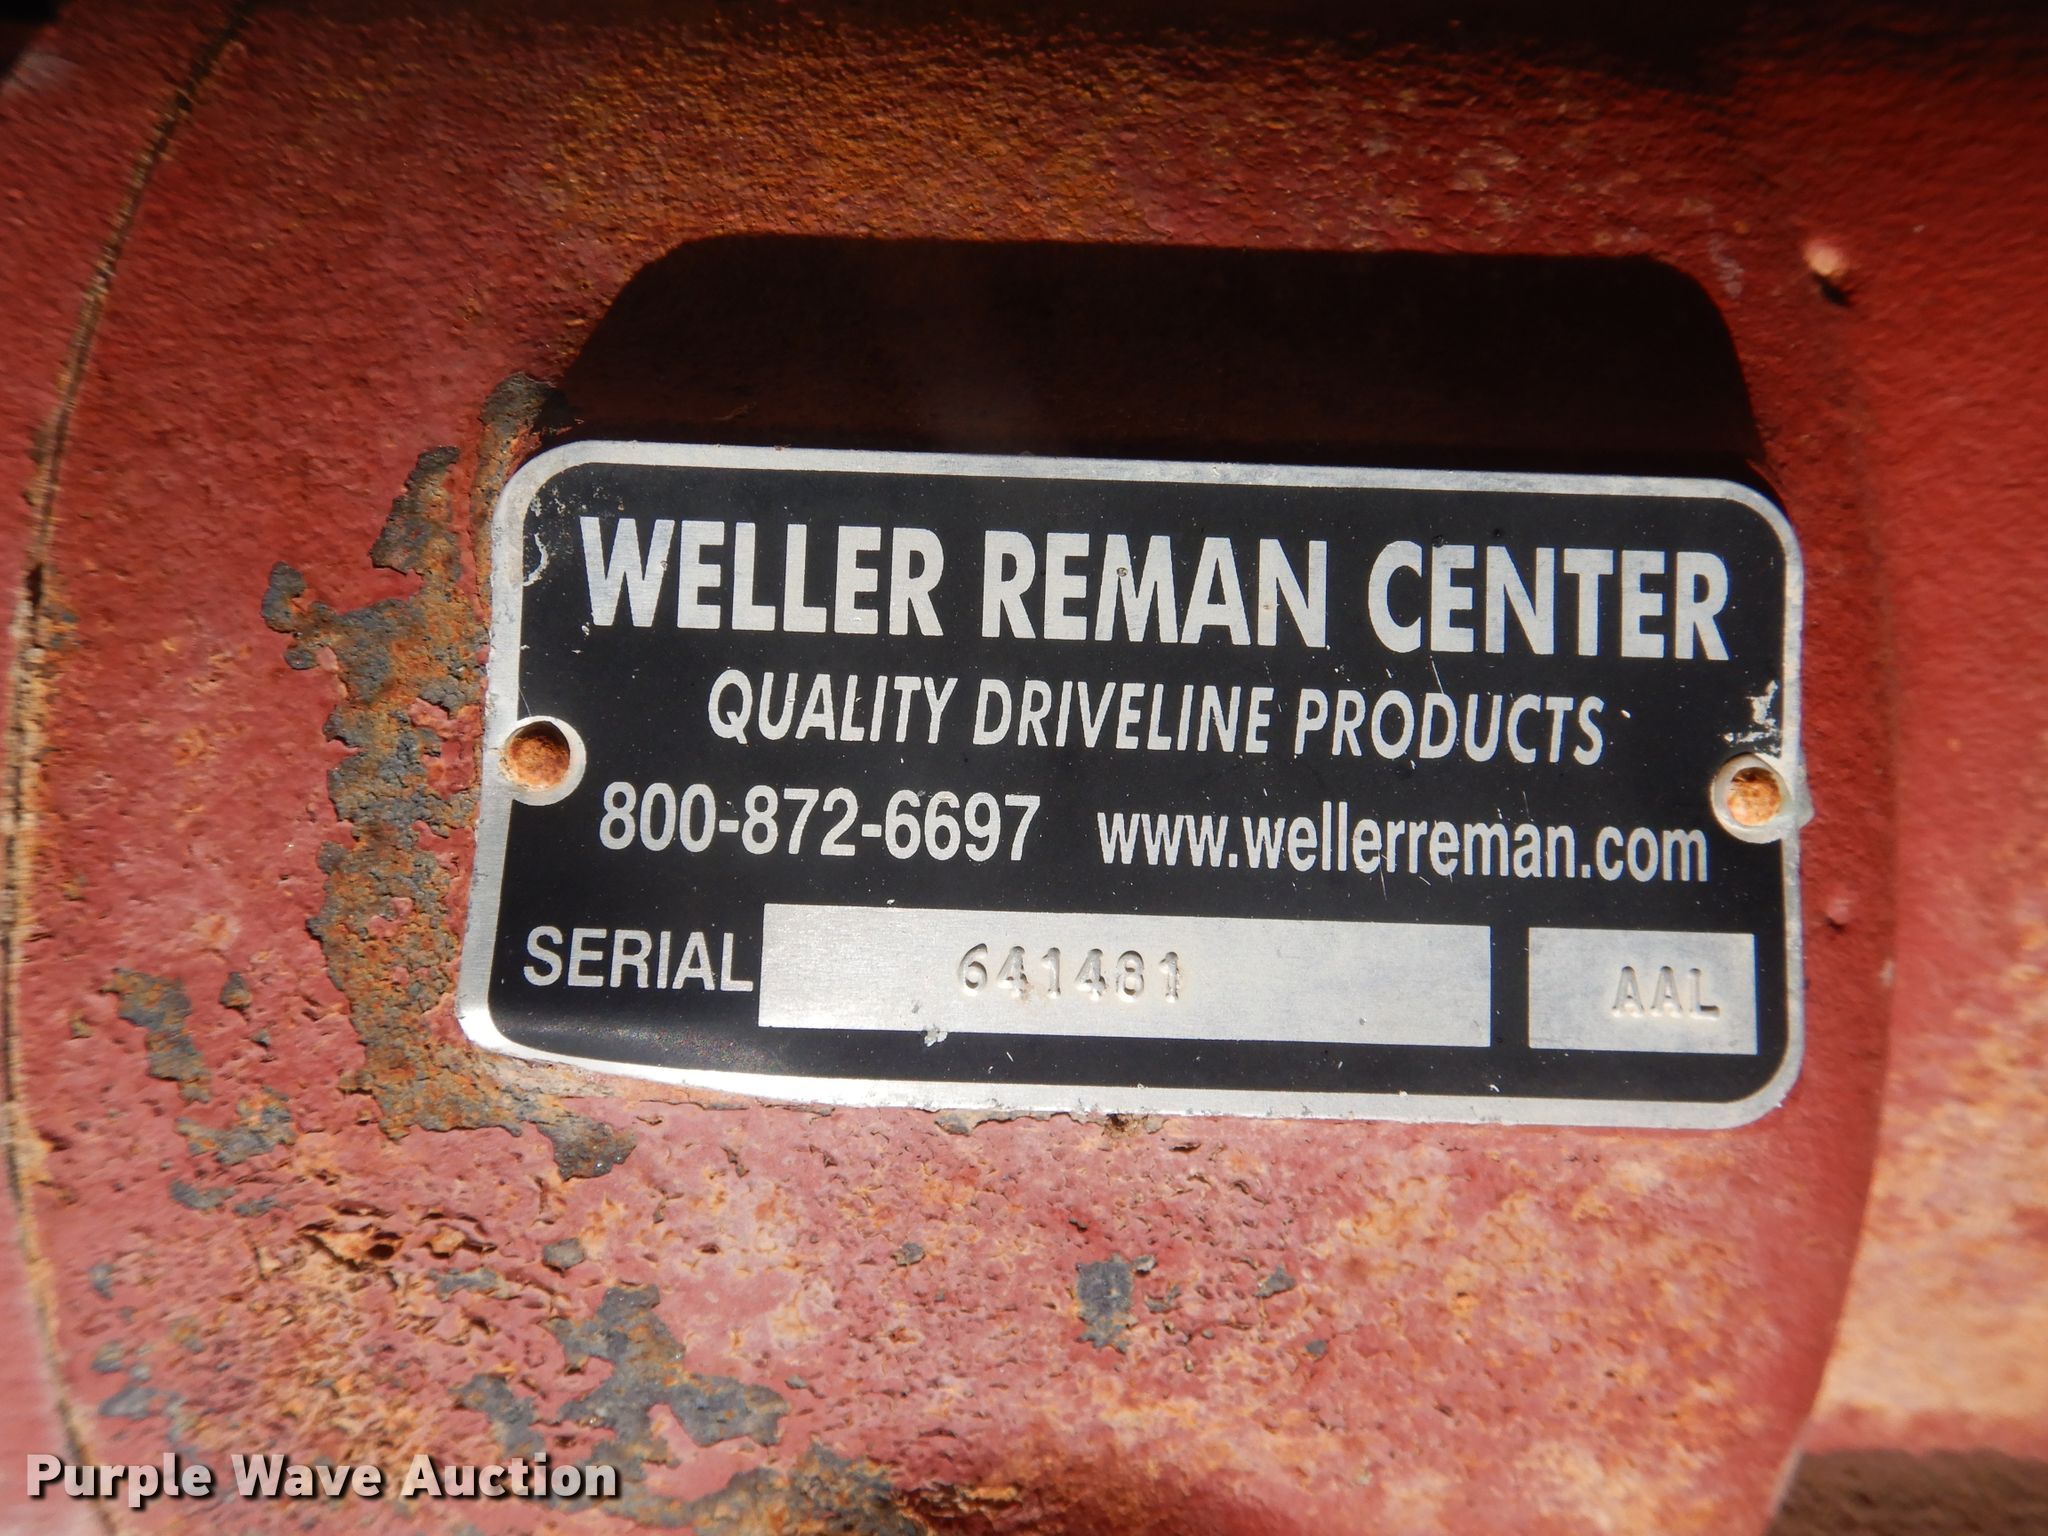 WELLER REMAN CENTER
QUALITY DRIVELINE PRODUCTS
800-872-6697 www.wellerreman.com
SERIAL 641481 AAL
Purple Wave Auction